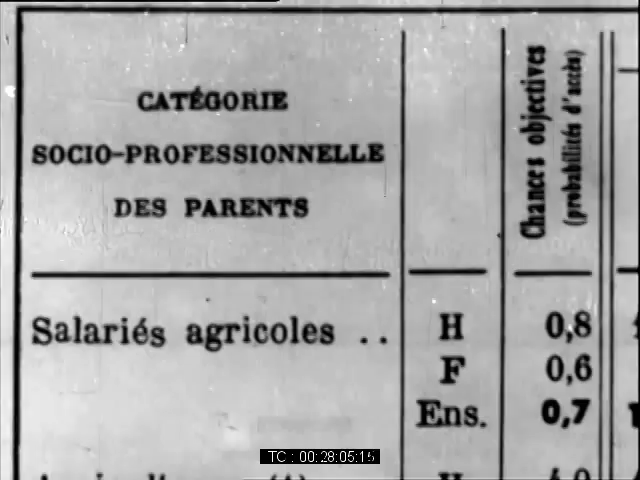 CATÉGORIE
SOCIO-PROFESSIONNELLE
DES PARENTS
Chances objectives
(probabilités d'accès)
Salariés agricoles .. H 0,8
F 0,6
Ens. 0,7
TC : 00:28:05:15